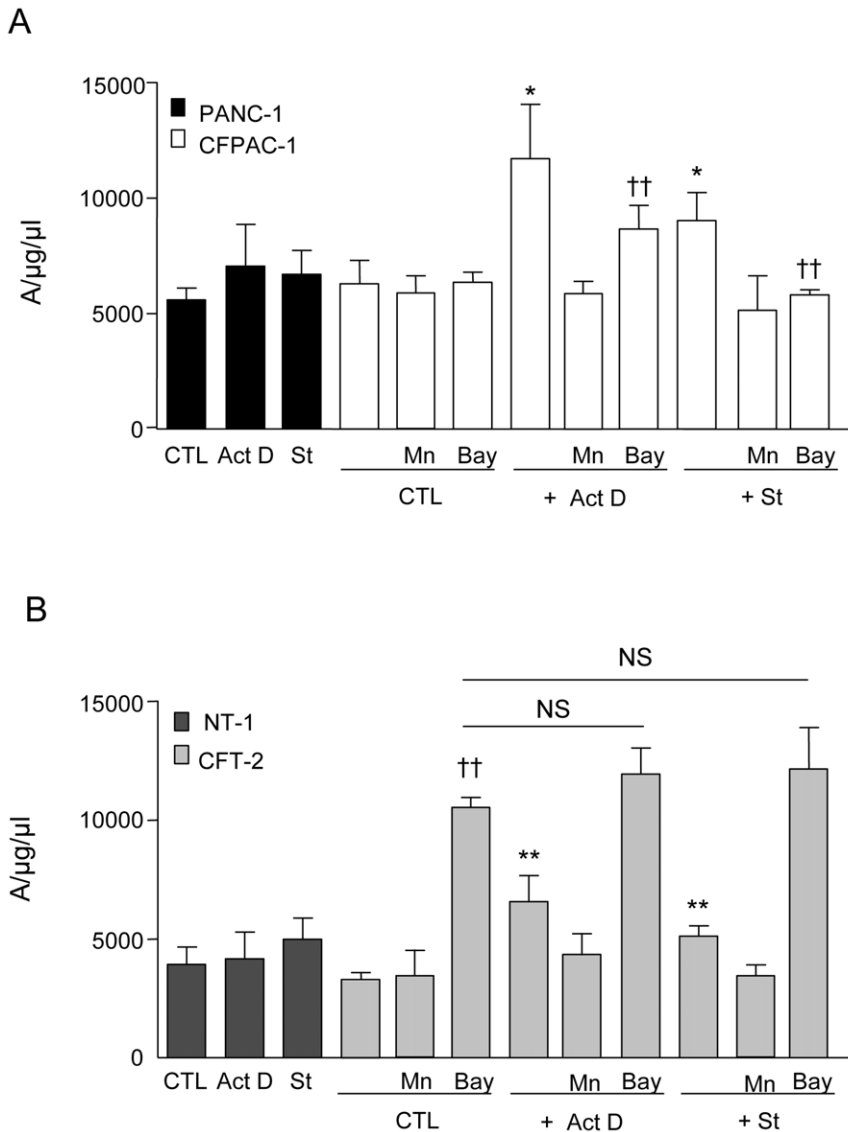 A
15000
10000
5000
0
A/µg/µl
PANC-1
CFPAC-1
*
††
*
††
CTL Act D St Mn Bay Mn Bay Mn Bay
CTL + Act D + St
B
NS
NS
15000
10000
5000
0
A/µg/µl
NT-1
CFT-2
††
**
**
CTL Act D St Mn Bay Mn Bay Mn Bay
CTL + Act D + St